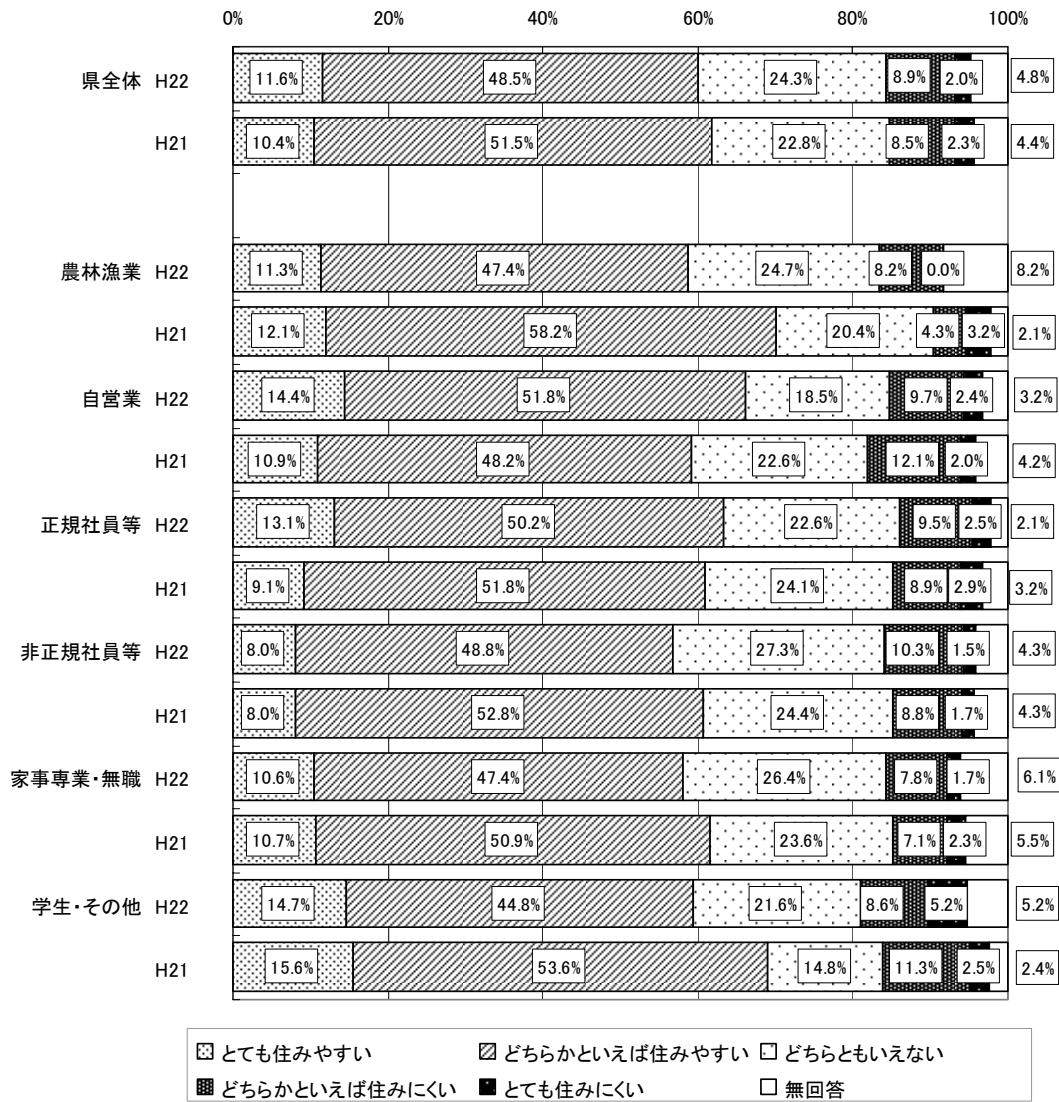 0% 20% 40% 60% 80% 100%
県全体 H22 11.6% 48.5% 24.3% 8.9% 2.0% 4.8%
H21 10.4% 51.5% 22.8% 8.5% 2.3% 4.4%
農林漁業 H22 11.3% 47.4% 24.7% 8.2% 0.0% 8.2%
H21 12.1% 58.2% 20.4% 4.3% 3.2% 2.1%
自営業 H22 14.4% 51.8% 18.5% 9.7% 2.4% 3.2%
H21 10.9% 48.2% 22.6% 12.1% 2.0% 4.2%
正規社員等 H22 13.1% 50.2% 22.6% 9.5% 2.5% 2.1%
H21 9.1% 51.8% 24.1% 8.9% 2.9% 3.2%
非正規社員等 H22 8.0% 48.8% 27.3% 10.3% 1.5% 4.3%
H21 8.0% 52.8% 24.4% 8.8% 1.7% 4.3%
家事専業・無職 H22 10.6% 47.4% 26.4% 7.8% 1.7% 6.1%
H21 10.7% 50.9% 23.6% 7.1% 2.3% 5.5%
学生・その他 H22 14.7% 44.8% 21.6% 8.6% 5.2% 5.2%
H21 15.6% 53.6% 14.8% 11.3% 2.5% 2.4%
とても住みやすい どちらかといえば住みやすい どちらともいえない
どちらかといえば住みにくい とても住みにくい 無回答